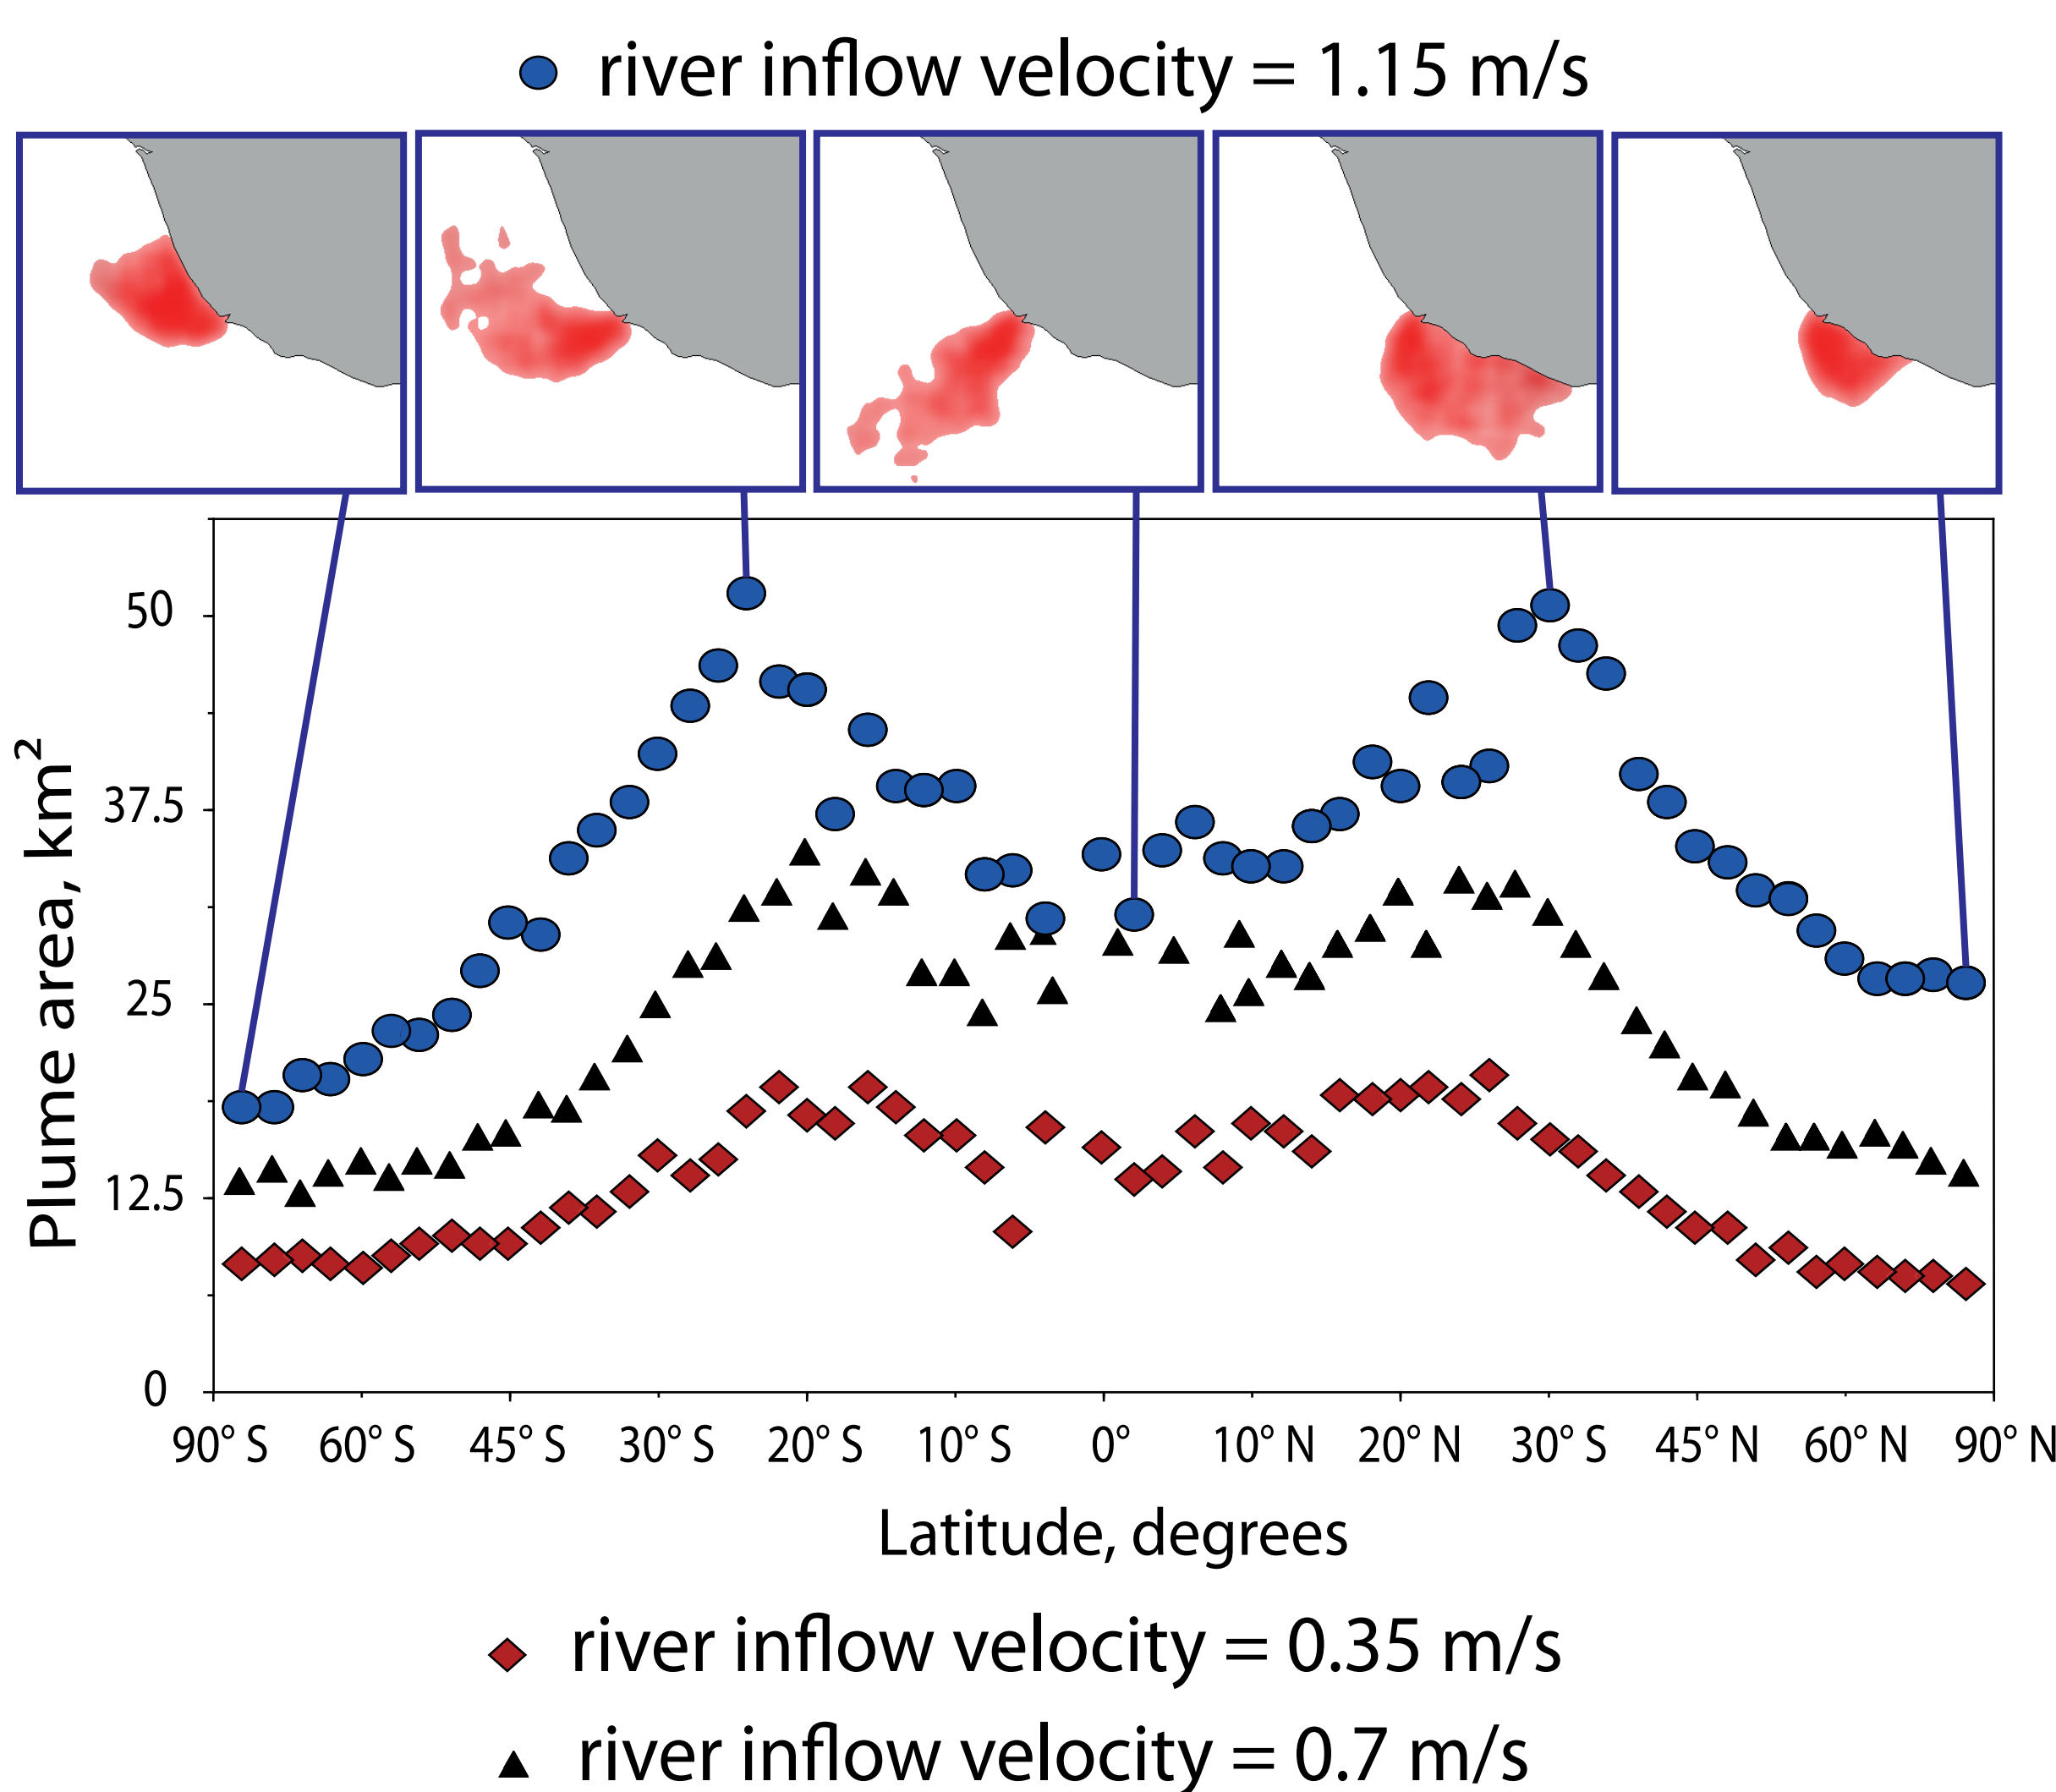 river inflow velocity = 1.15 m/s
Plume area, km²
50
37.5
25
12.5
0
90° S 60° S 45° S 30° S 20° S 10° S 0° 10° N 20° N 30° S 45° N 60° N 90° N
Latitude, degrees
river inflow velocity = 0.35 m/s
river inflow velocity = 0.7 m/s